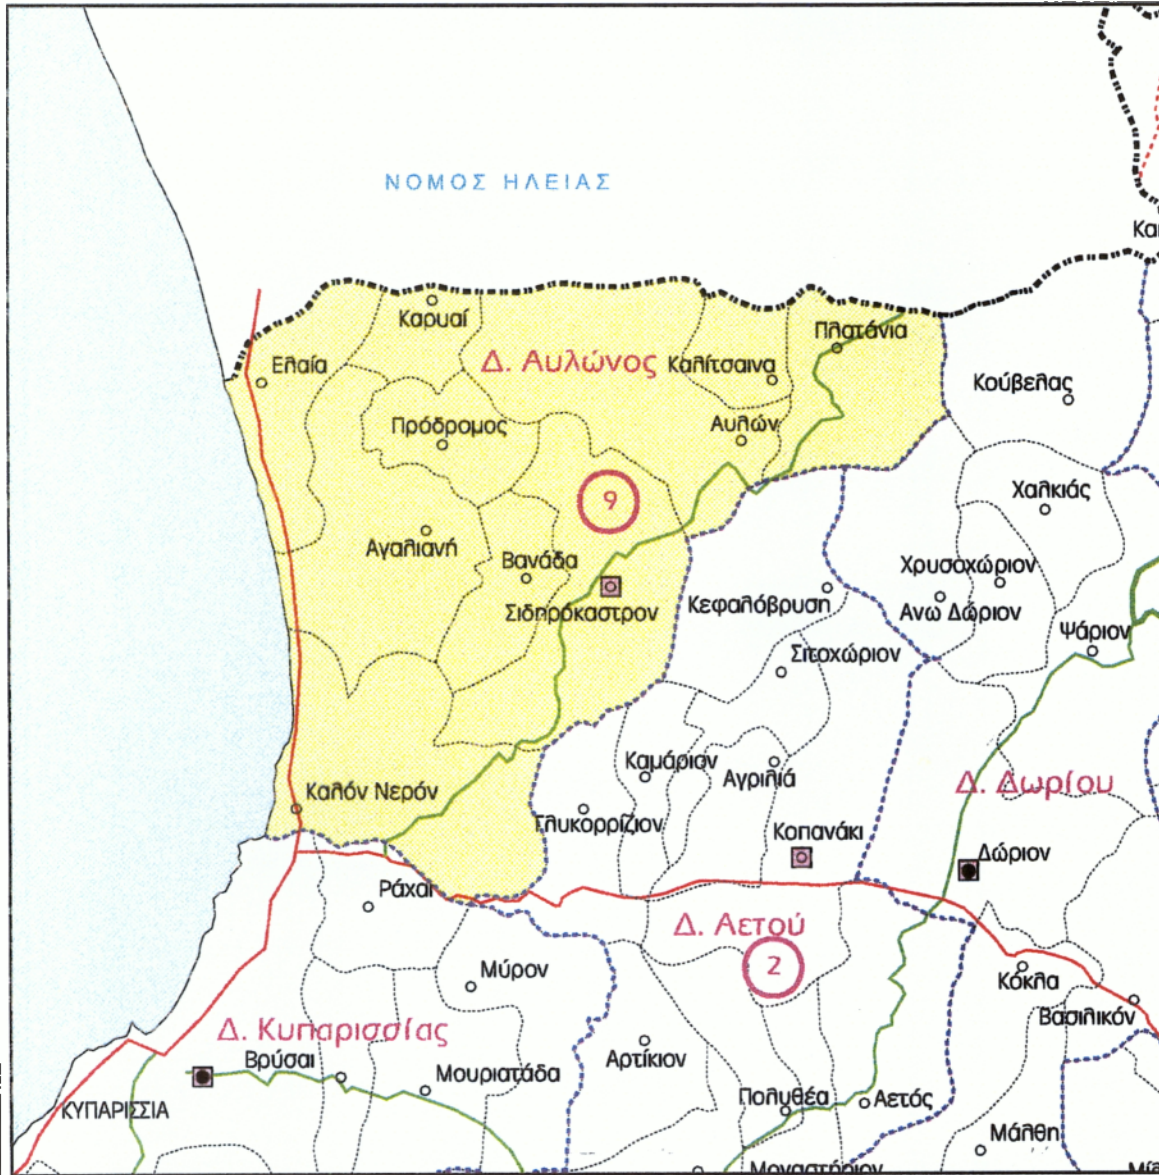 ΝΟΜΟΣ ΗΛΕΙΑΣ
Καρυαί
Πλατάνια
Δ. Αυλώνος
Καλίτσαινα
Ελαία
Κούβελας
Πρόδρομος
Αυλών
Χαλκιάς
9
Αγαλιανή
Βανάδα
Χρυσοχώριον
Σιδηρόκαστρον
Κεφαλόβρυση
Ανω Δώριον
Ψάριον
Σιτοχώριον
Καμάριον
Αγριλιά
Δ. Δωρίου
Καλόν Νερόν
Γλυκορρίζιον
Κοπανάκι
Δώριον
Ράχαι
Δ. Αετού
2
Μύρον
Κόκλα
Βασιλικόν
Δ. Κυπαρισσίας
Βρύσαι
Αρτίκιον
Μουριατάδα
ΚΥΠΑΡΙΣΣΙΑ
Πολυθέα
Αετός
Μάλθη